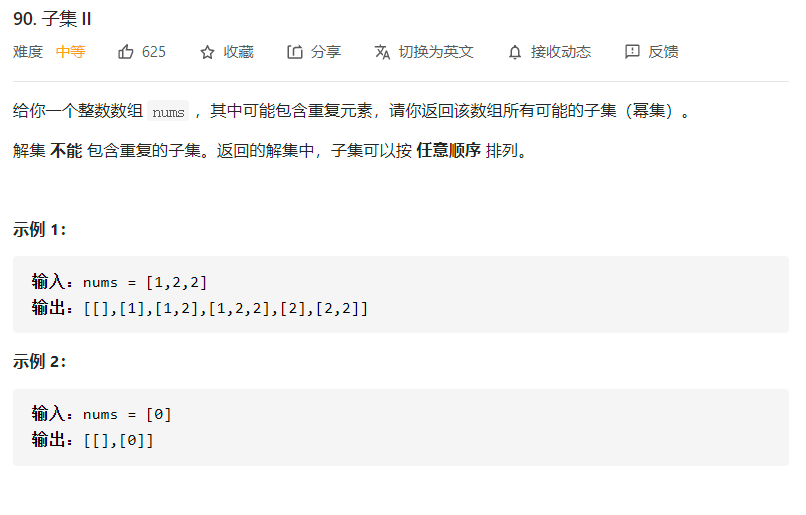 90. 子集 II
难度 中等 625 收藏 分享 切换为英文 接收动态 反馈
给你一个整数数组 nums ，其中可能包含重复元素，请你返回该数组所有可能的子集（幂集）。
解集 不能 包含重复的子集。返回的解集中，子集可以按 任意顺序 排列。
示例 1：
输入：nums = [1,2,2]
输出：[[],[1],[1,2],[1,2,2],[2],[2,2]]
示例 2：
输入：nums = [0]
输出：[[],[0]]